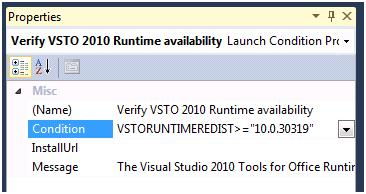 Properties
Verify VSTO 2010 Runtime availability Launch Condition Pro
Misc
(Name) Verify VSTO 2010 Runtime availability
Condition VSTORUNTIMEREDIST>="10.0.30319"
InstallUrl
Message The Visual Studio 2010 Tools for Office Runtin